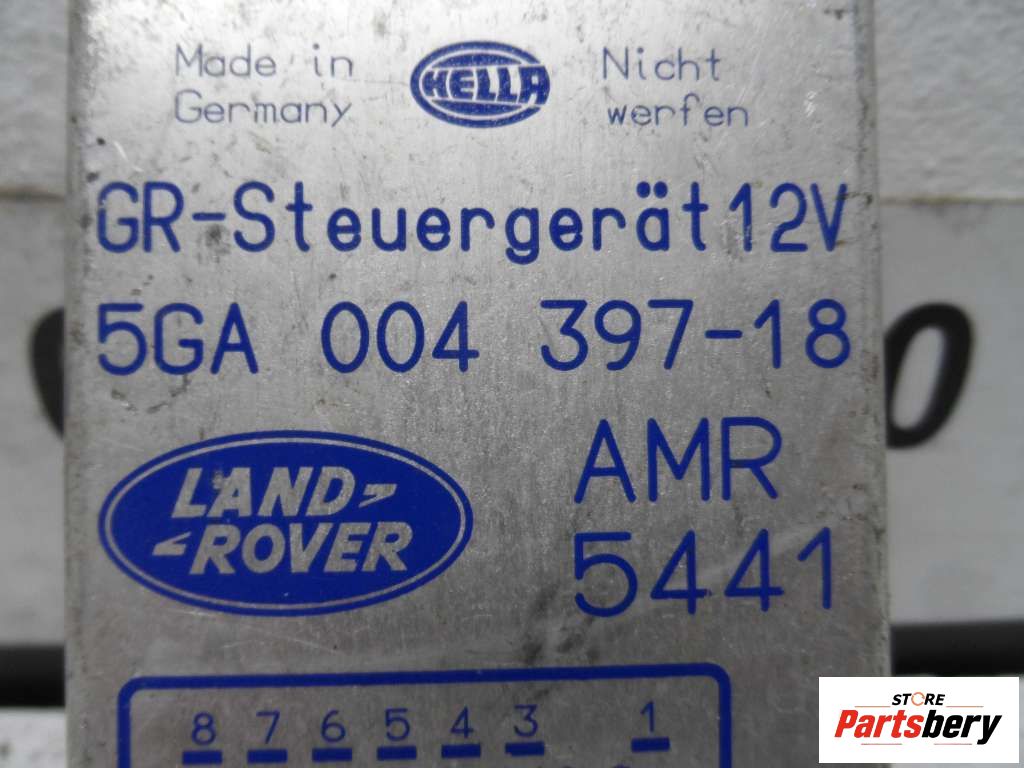 Made in
Germany
HELLA
Nicht
werfen
GR-Steuergerät 12V
5GA 004 397-18
LAND-
-ROVER
AMR
5441
8 7 6 5 4 3 1
STORE
Partsbery